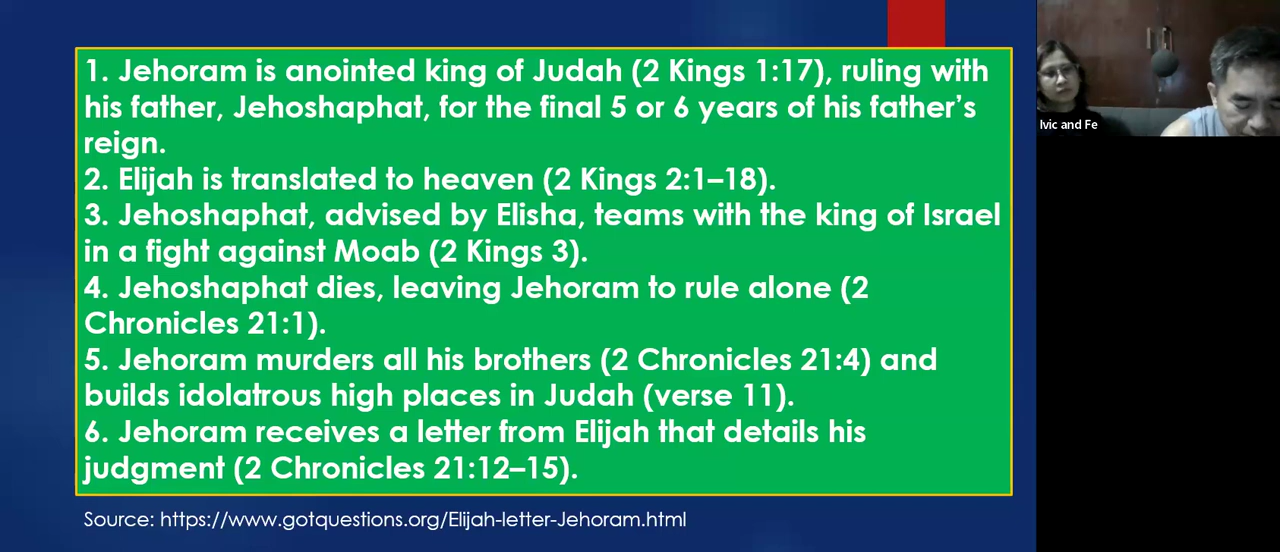 1. Jehoram is anointed king of Judah (2 Kings 1:17), ruling with
his father, Jehoshaphat, for the final 5 or 6 years of his father's
reign.
2. Elijah is translated to heaven (2 Kings 2:1–18).
3. Jehoshaphat, advised by Elisha, teams with the king of Israel
in a fight against Moab (2 Kings 3).
4. Jehoshaphat dies, leaving Jehoram to rule alone (2
Chronicles 21:1).
5. Jehoram murders all his brothers (2 Chronicles 21:4) and
builds idolatrous high places in Judah (verse 11).
6. Jehoram receives a letter from Elijah that details his
judgment (2 Chronicles 21:12–15).
Source: https://www.gotquestions.org/Elijah-letter-Jehoram.html
Ivic and Fe